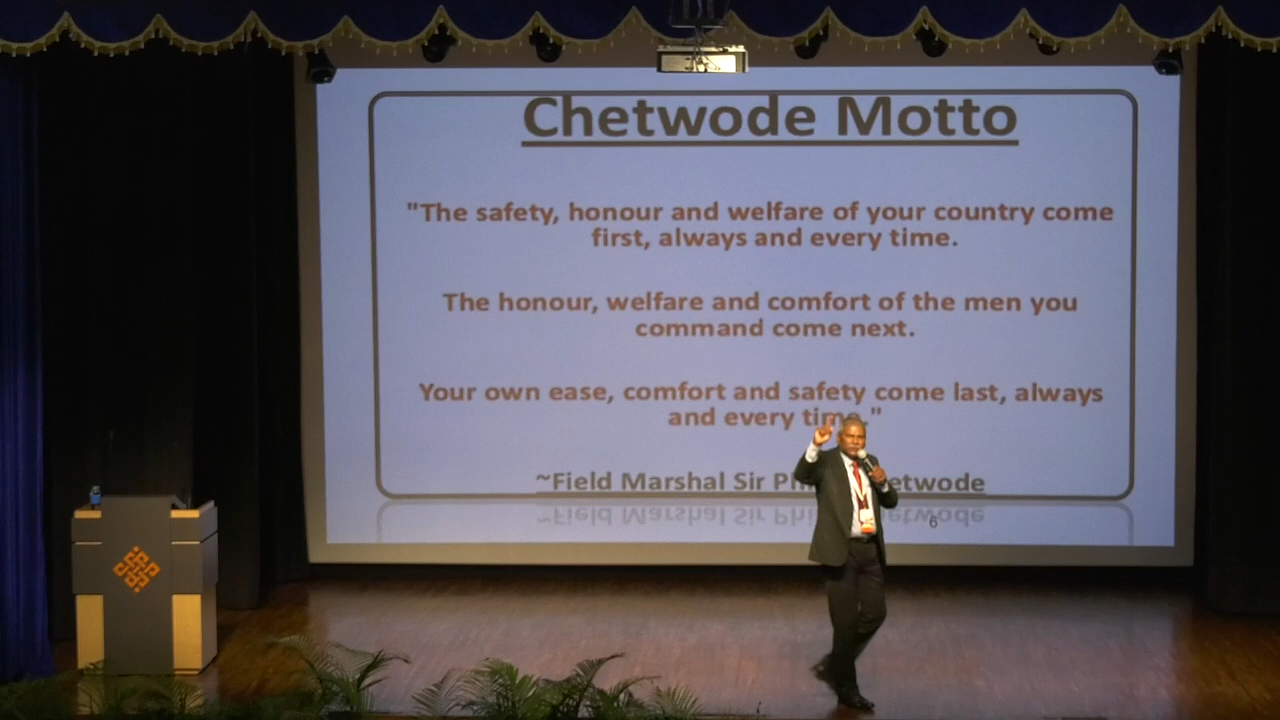 Chetwode Motto
"The safety, honour and welfare of your country come
first, always and every time.
The honour, welfare and comfort of the men you
command come next.
Your own ease, comfort and safety come last, always
and every time."
~Field Marshal Sir etwode
6